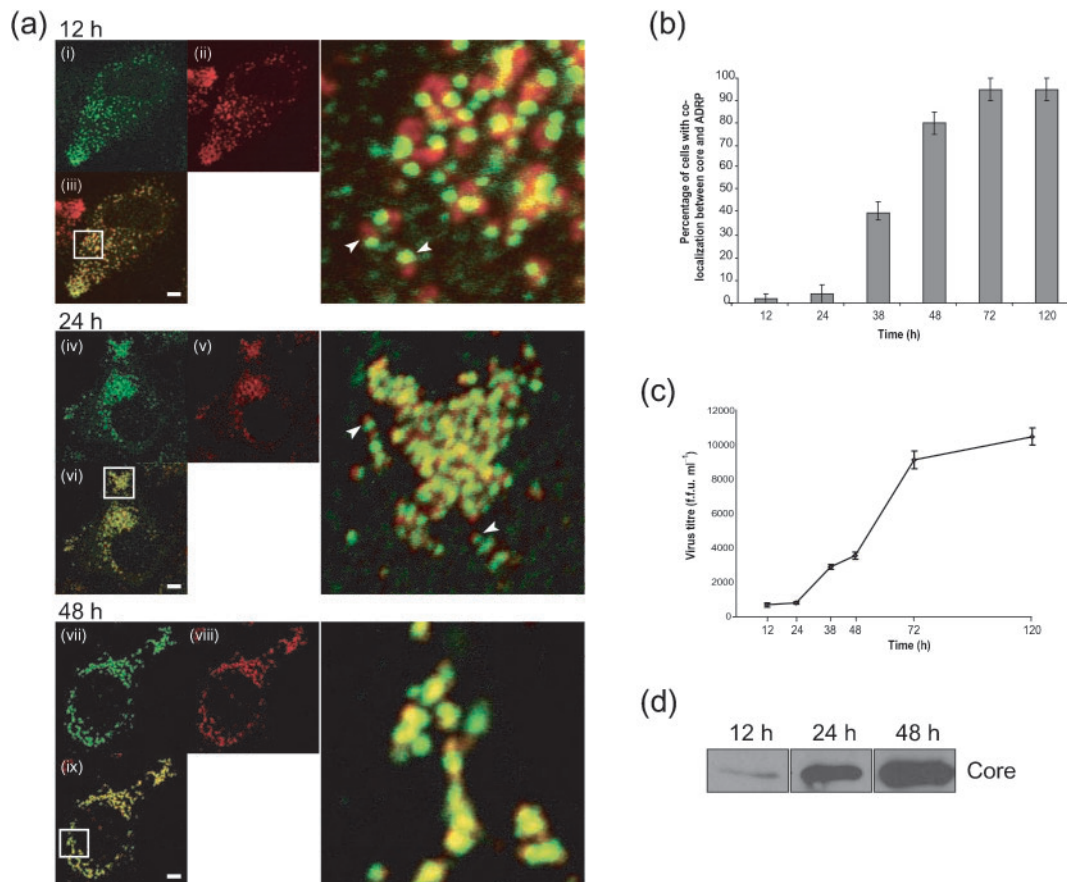 (a)
12 h
(i)
(ii)
(iii)
24 h
(iv)
(v)
(vi)
48 h
(vii)
(viii)
(ix)
(b)
Percentage of cells with co-
localization between core and ADRP
100
90
80
70
60
50
40
30
20
10
0
12 24 38 48 72 120
Time (h)
(c)
Virus titre (f.f.u. ml⁻¹)
12000
10000
8000
6000
4000
2000
0
12 24 38 48 72 120
Time (h)
(d)
12 h 24 h 48 h
Core